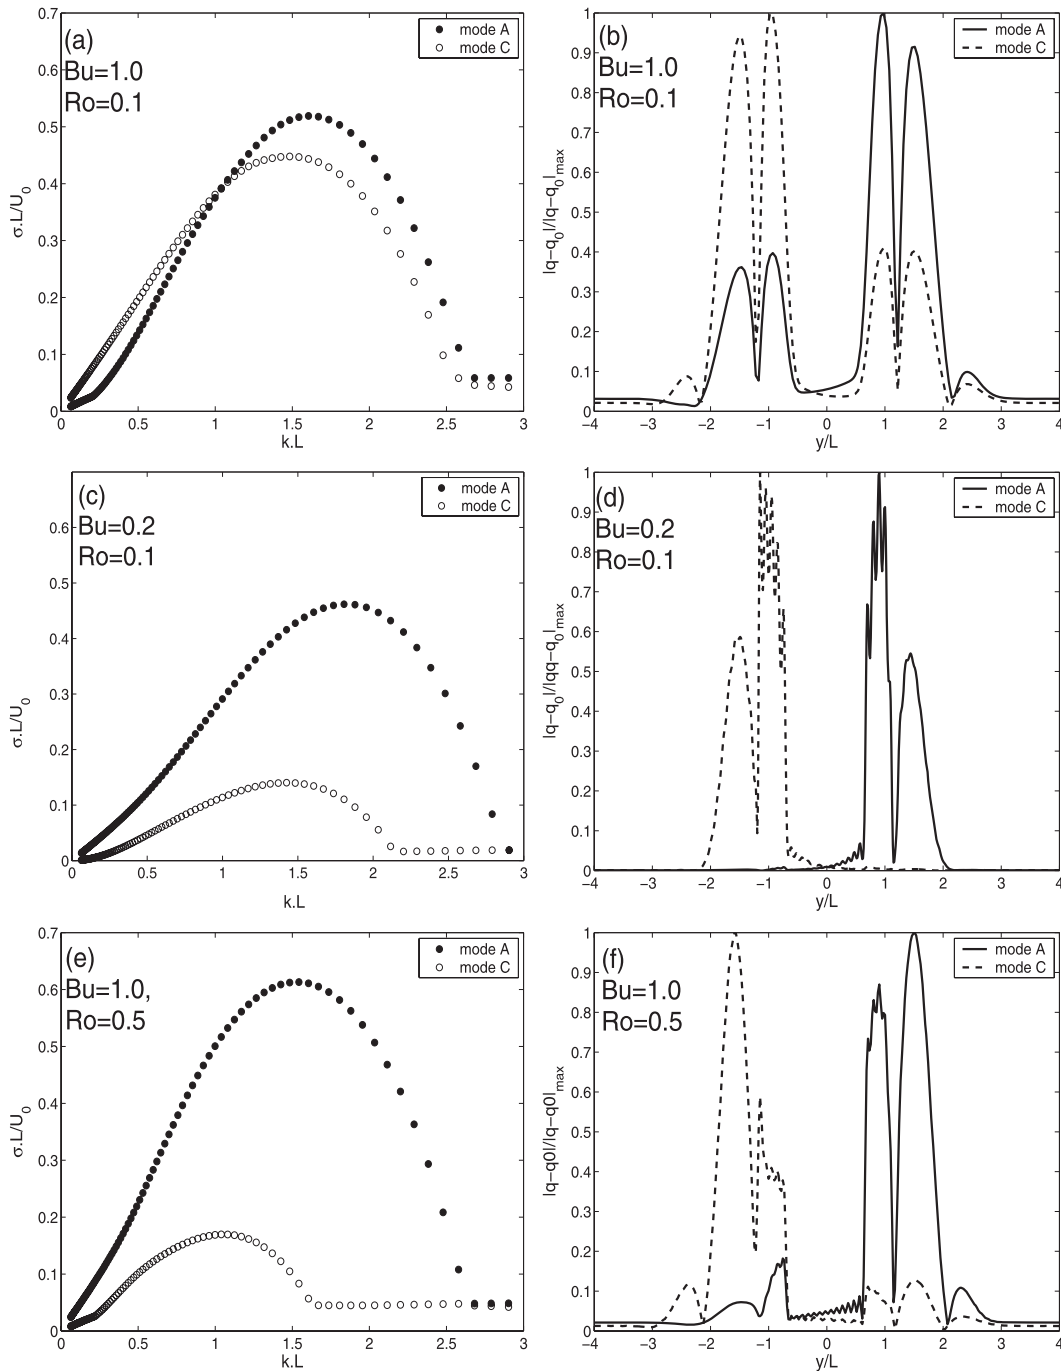 (a)
Bu=1.0
Ro=0.1
mode A
mode C
σ.L/U0
0.7
0.6
0.5
0.4
0.3
0.2
0.1
0
0 0.5 1 1.5 2 2.5 3
k.L
(b)
Bu=1.0
Ro=0.1
mode A
mode C
|q−q0|/|q−q0|max
1
0.9
0.8
0.7
0.6
0.5
0.4
0.3
0.2
0.1
0
−4 −3 −2 −1 0 1 2 3 4
y/L
(c)
Bu=0.2
Ro=0.1
mode A
mode C
σ.L/U0
0.6
0.5
0.4
0.3
0.2
0.1
0
0.5 1 1.5 2 2.5 3
k.L
(d)
Bu=0.2
Ro=0.1
mode A
mode C
|q−q0|/|qq−q0|max
1
0.9
0.8
0.7
0.6
0.5
0.4
0.3
0.2
0.1
0
−4 −3 −2 −1 0 1 2 3 4
y/L
(e)
Bu=1.0,
Ro=0.5
mode A
mode C
σ.L/U0
0.7
0.6
0.5
0.4
0.3
0.2
0.1
0
0 0.5 1 1.5 2 2.5 3
k.L
(f)
Bu=1.0
Ro=0.5
mode A
mode C
|q−q0|/|q−q0|max
1
0.9
0.8
0.7
0.6
0.5
0.4
0.3
0.2
0.1
0
−4 −3 −2 −1 0 1 2 3 4
y/L